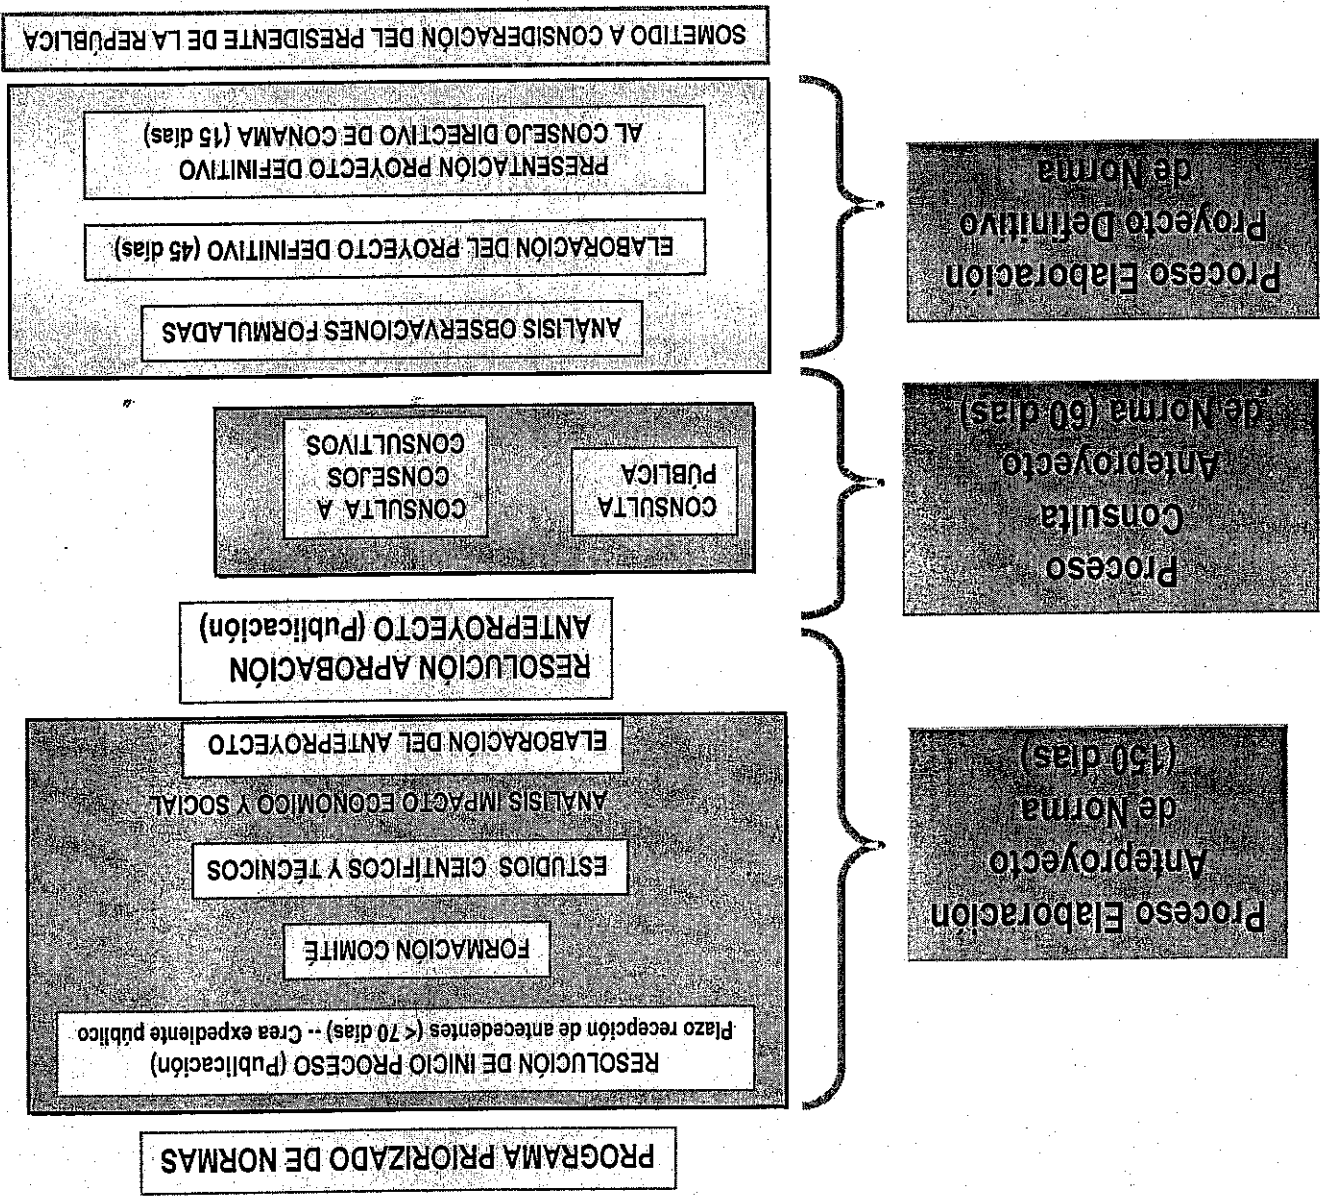 PROGRAMA PRIORIZADO DE NORMAS
Proceso Elaboración
Anteproyecto
de Norma
(150 días)
RESOLUCIÓN DE INICIO PROCESO (Publicación)
Plazo recepción de antecedentes (< 70 días) -- Crea expediente público
FORMACIÓN COMITÉ
ESTUDIOS CIENTÍFICOS Y TÉCNICOS
ANALISIS IMPACTO ECONOMICO Y SOCIAL
ELABORACIÓN DEL ANTEPROYECTO
RESOLUCIÓN APROBACIÓN
ANTEPROYECTO (Publicación)
Proceso
Consulta
Anteproyecto
de Norma (60 días)
CONSULTA
PÚBLICA
CONSULTA A
CONSEJOS
CONSULTIVOS
Proceso Elaboración
Proyecto Definitivo
de Norma
ANÁLISIS OBSERVACIONES FORMULADAS
ELABORACIÓN DEL PROYECTO DEFINITIVO (45 días)
PRESENTACIÓN PROYECTO DEFINITIVO
AL CONSEJO DIRECTIVO DE CONAMA (15 días)
SOMETIDO A CONSIDERACIÓN DEL PRESIDENTE DE LA REPÚBLICA